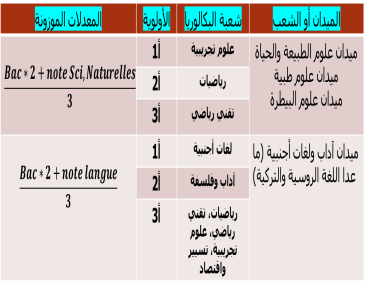 الميدان أو الشعب
شعبة البكالوريا
الأولوية
المعدلات الموزونة
ميدان علوم الطبيعة والحياة
ميدان علوم طبية
ميدان علوم البيطرة
علوم تجريبية
أ1
رياضيات
أ2
تقني رياضي
أ3
Bac * 2 + note Sci,Naturelles
3
ميدان آداب ولغات أجنبية (ما
عدا اللغة الروسية والتركية)
لغات أجنبية
أ1
آداب وفلسفة
أ2
رياضيات، تقني
رياضي، علوم
تجريبية، تسيير
واقتصاد
أ3
Bac * 2 + note langue
3